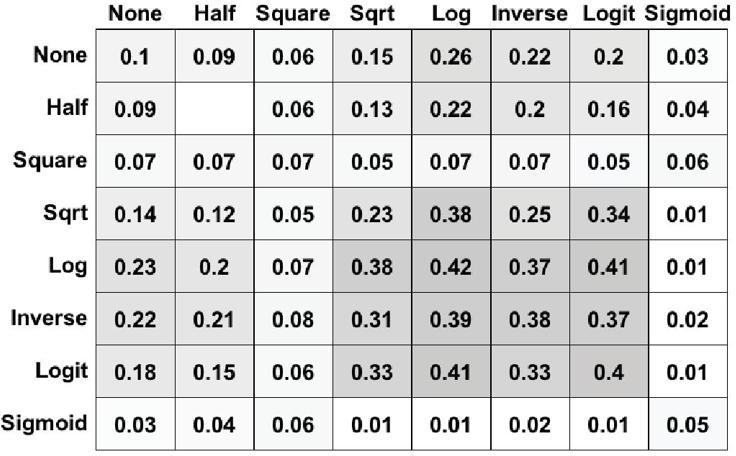 None Half Square Sqrt Log Inverse Logit Sigmoid
None 0.1 0.09 0.06 0.15 0.26 0.22 0.2 0.03
Half 0.09 0.06 0.13 0.22 0.2 0.16 0.04
Square 0.07 0.07 0.07 0.05 0.07 0.07 0.05 0.06
Sqrt 0.14 0.12 0.05 0.23 0.38 0.25 0.34 0.01
Log 0.23 0.2 0.07 0.38 0.42 0.37 0.41 0.01
Inverse 0.22 0.21 0.08 0.31 0.39 0.38 0.37 0.02
Logit 0.18 0.15 0.06 0.33 0.41 0.33 0.4 0.01
Sigmoid 0.03 0.04 0.06 0.01 0.01 0.02 0.01 0.05